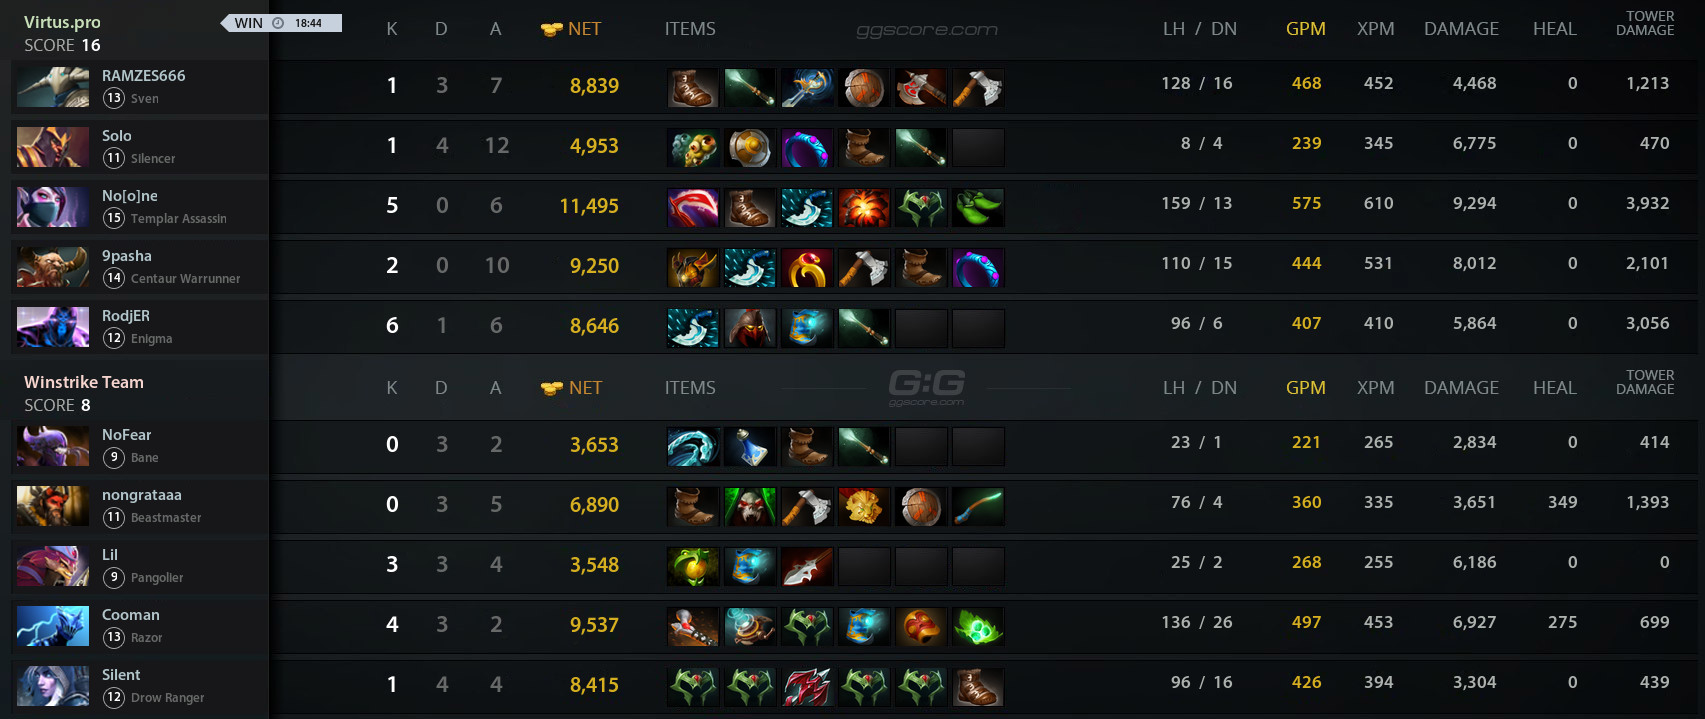 Virtus.pro WIN 18:44 K D A NET ITEMS ggscore.com LH / DN GPM XPM DAMAGE HEAL TOWER DAMAGE
SCORE 16
RAMZES666 13 Sven 1 3 7 8,839 128 / 16 468 452 4,468 0 1,213
Solo 11 Silencer 1 4 12 4,953 8 / 4 239 345 6,775 0 470
No[o]ne 15 Templar Assassin 5 0 6 11,495 159 / 13 575 610 9,294 0 3,932
9pasha 14 Centaur Warrunner 2 0 10 9,250 110 / 15 444 531 8,012 0 2,101
RodjER 12 Enigma 6 1 6 8,646 96 / 6 407 410 5,864 0 3,056
Winstrike Team K D A NET ITEMS G:G ggscore.com LH / DN GPM XPM DAMAGE HEAL TOWER DAMAGE
SCORE 8
NoFear 9 Bane 0 3 2 3,653 23 / 1 221 265 2,834 0 414
nongrataaa 11 Beastmaster 0 3 5 6,890 76 / 4 360 335 3,651 349 1,393
Lil 9 Pangolier 3 3 4 3,548 25 / 2 268 255 6,186 0 0
Cooman 13 Razor 4 3 2 9,537 136 / 26 497 453 6,927 275 699
Silent 12 Drow Ranger 1 4 4 8,415 96 / 16 426 394 3,304 0 439